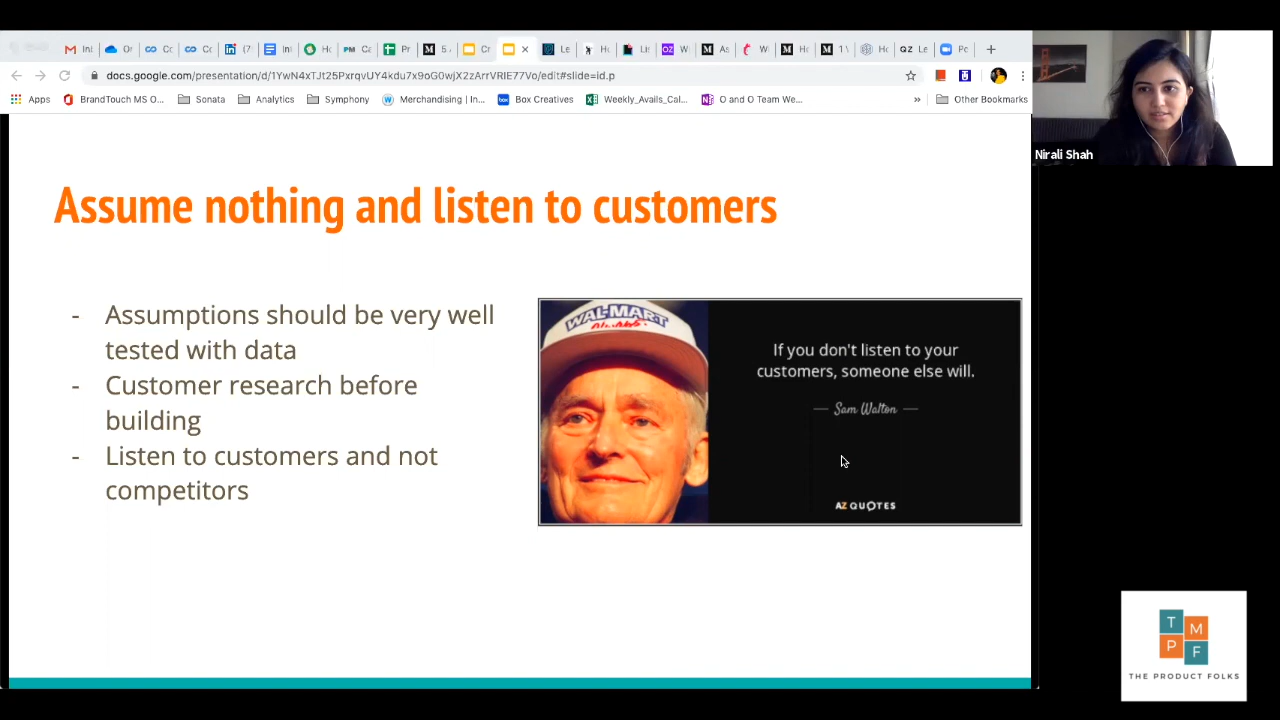 docs.google.com/presentation/d/1YwN4xTJt25PxrqvUY4kdu7x9oG0wjX2zArrVRIE77Vo/edit#slide=id.p
Apps BrandTouch MS O... Sonata Analytics Symphony Merchandising | In... Box Creatives Weekly_Avails_Cal... O and O Team We... » Other Bookmarks
Nirali Shah
Assume nothing and listen to customers
- Assumptions should be very well
tested with data
- Customer research before
building
- Listen to customers and not
competitors
WAL-MART
If you don't listen to your
customers, someone else will.
— Sam Walton —
AZ QUOTES
T
M
P
F
THE PRODUCT FOLKS